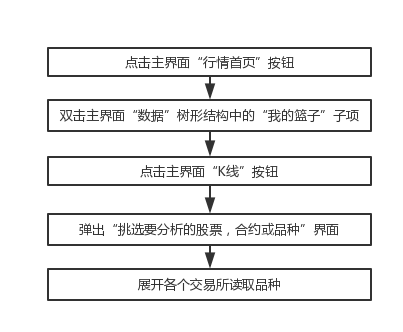 点击主界面“行情首页”按钮
双击主界面“数据”树形结构中的“我的篮子”子项
点击主界面“K线”按钮
弹出“挑选要分析的股票，合约或品种”界面
展开各个交易所读取品种